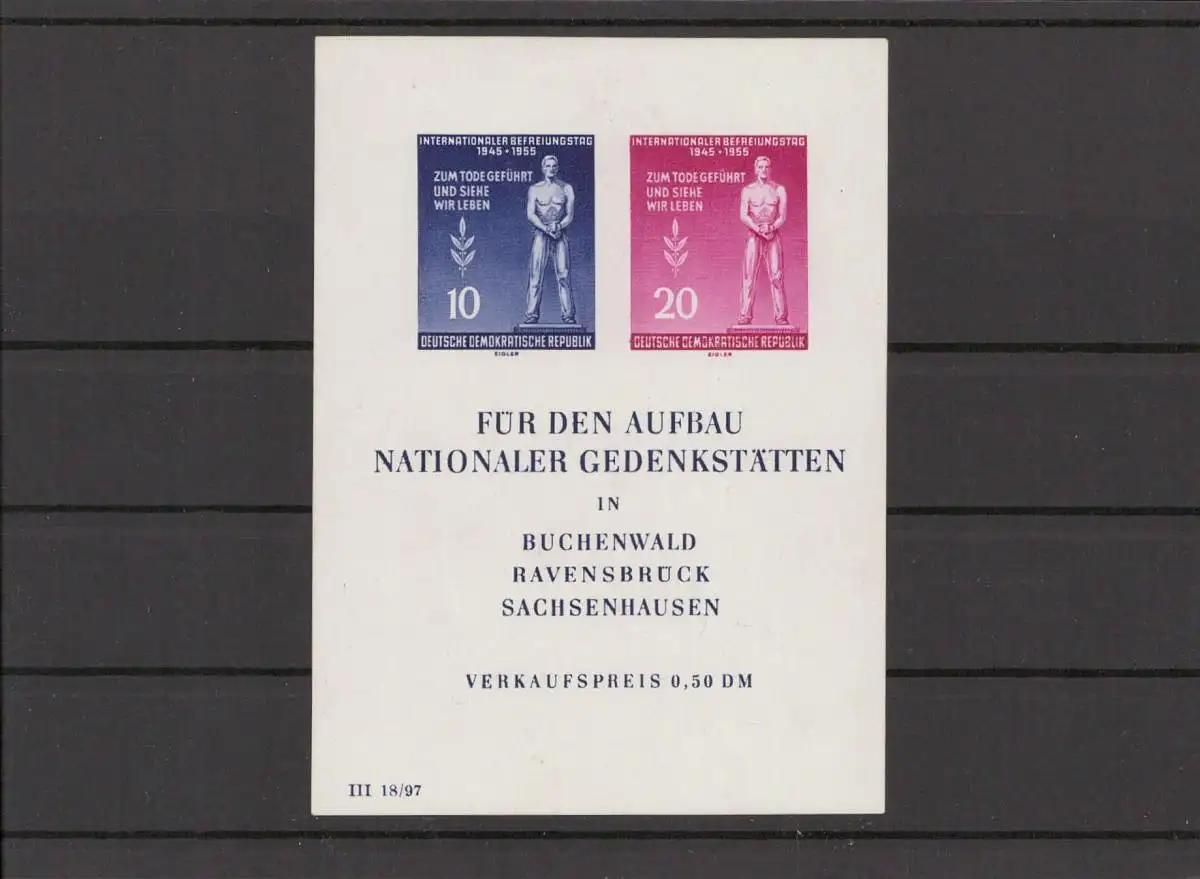 INTERNATIONALER BEFREIUNGSTAG
1945 • 1955
ZUM TODE GEFÜHRT
UND SIEHE
WIR LEBEN
10
DEUTSCHE DEMOKRATISCHE REPUBLIK
EIGLER
INTERNATIONALER BEFREIUNGSTAG
1945 • 1955
ZUM TODE GEFÜHRT
UND SIEHE
WIR LEBEN
20
DEUTSCHE DEMOKRATISCHE REPUBLIK
EIGLER
FÜR DEN AUFBAU
NATIONALER GEDENKSTÄTTEN
IN
BUCHENWALD
RAVENSBRÜCK
SACHSENHAUSEN
VERKAUFSPREIS 0,50 DM
III 18/97